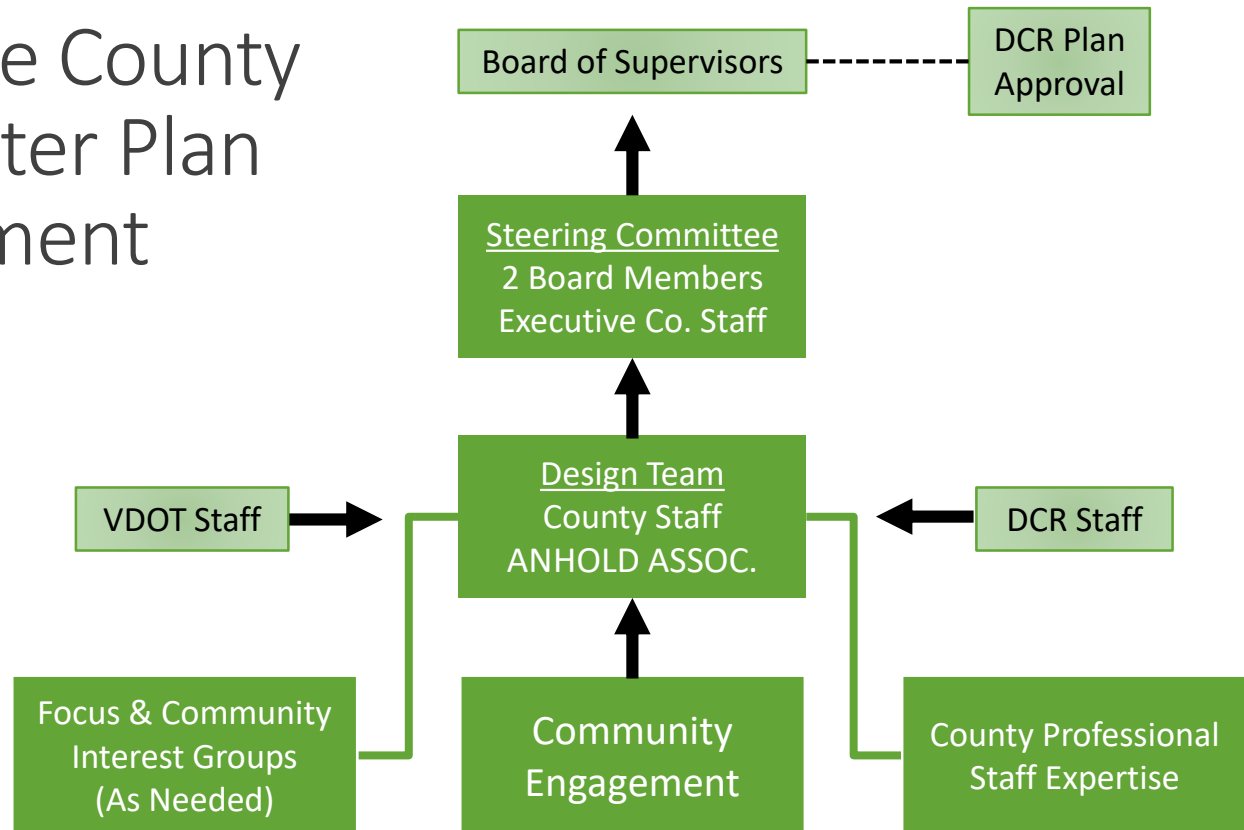 e County
ter Plan
ment
Board of Supervisors
DCR Plan
Approval
Steering Committee
2 Board Members
Executive Co. Staff
Design Team
County Staff
ANHOLD ASSOC.
VDOT Staff
DCR Staff
Focus & Community
Interest Groups
(As Needed)
Community
Engagement
County Professional
Staff Expertise